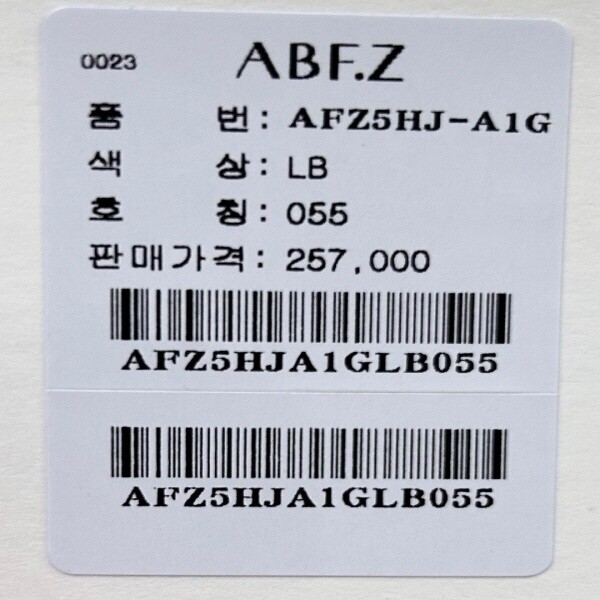 0023 ABF.Z
품 번 : AFZ5HJ-A1G
색 상 : LB
호 칭 : 055
판매가격 : 257,000
AFZ5HJA1GLB055
AFZ5HJA1GLB055